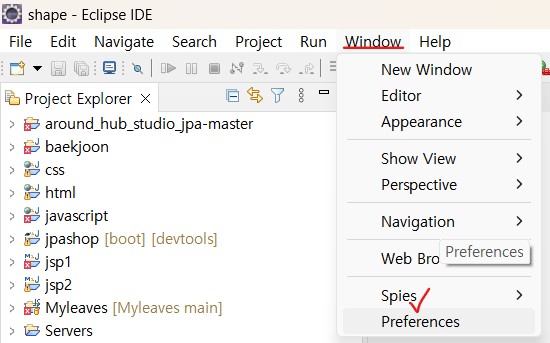 shape - Eclipse IDE
File Edit Navigate Search Project Run Window Help
Project Explorer
around_hub_studio_jpa-master
baekjoon
css
html
javascript
jpashop [boot] [devtools]
jsp1
jsp2
Myleaves [Myleaves main]
Servers
New Window
Editor
Appearance
Show View
Perspective
Navigation
Web Bro
Preferences
Spies
Preferences